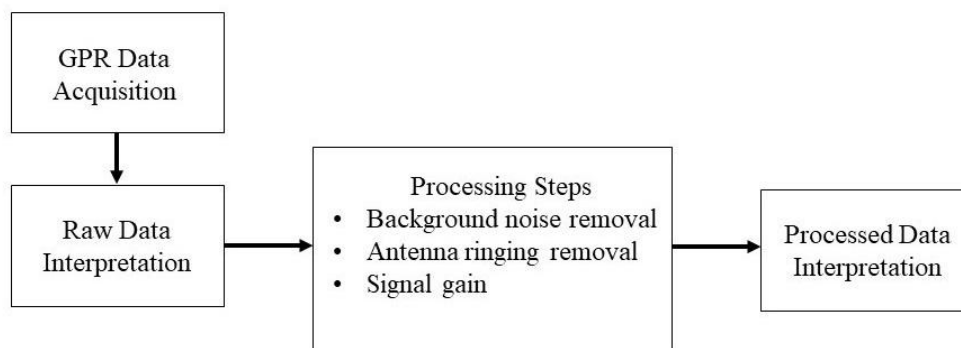 GPR Data
Acquisition
Raw Data
Interpretation
Processing Steps
• Background noise removal
• Antenna ringing removal
• Signal gain
Processed Data
Interpretation